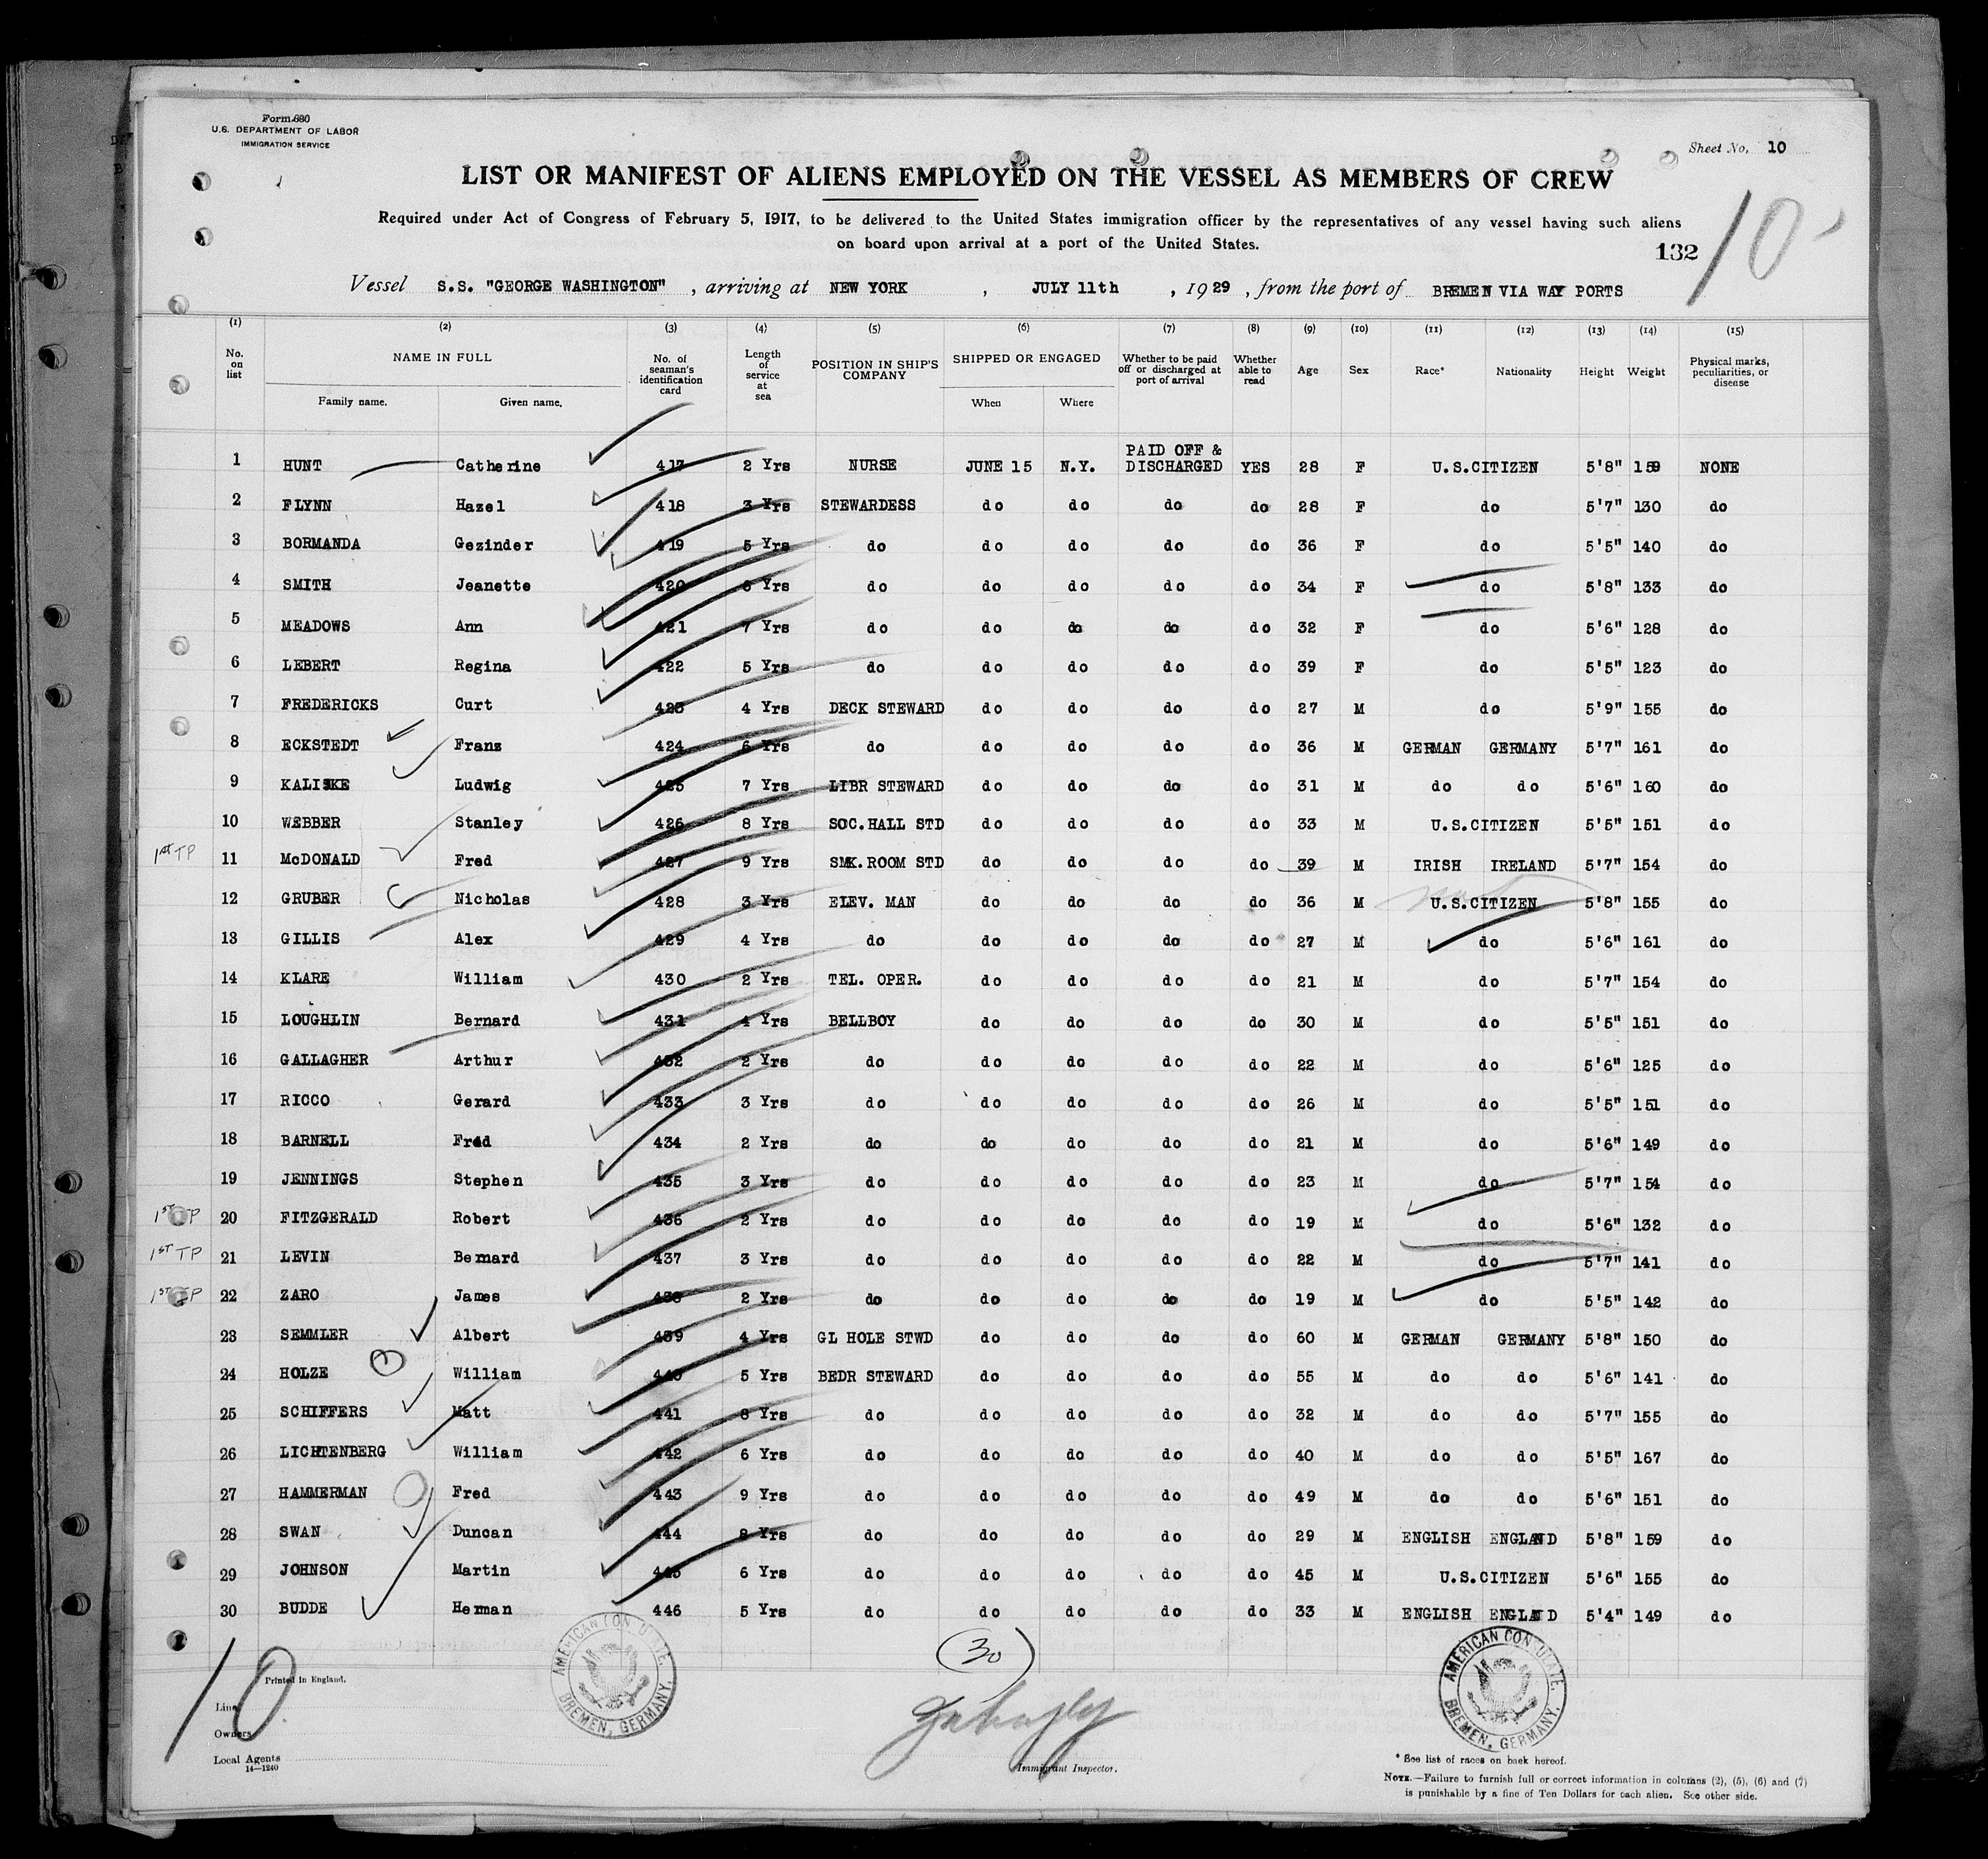 Form 680
U.S. DEPARTMENT OF LABOR
IMMIGRATION SERVICE
Sheet No. 10
LIST OR MANIFEST OF ALIENS EMPLOYED ON THE VESSEL AS MEMBERS OF CREW
Required under Act of Congress of February 5, 1917, to be delivered to the United States immigration officer by the representatives of any vessel having such aliens
on board upon arrival at a port of the United States.
132
10
Vessel S.S. "GEORGE WASHINGTON" , arriving at NEW YORK , JULY 11th , 1929 , from the port of BREMEN VIA WAY PORTS
(1) (2) (3) (4) (5) (6) (7) (8) (9) (10) (11) (12) (13) (14) (15)
No. on list NAME IN FULL Family name. Given name. No. of seaman's identification card Length of service at sea POSITION IN SHIP'S COMPANY SHIPPED OR ENGAGED When Where Whether to be paid off or discharged at port of arrival Whether able to read Age Sex Race* Nationality Height Weight Physical marks, peculiarities, or disease
1 HUNT Catherine 417 2 Yrs NURSE JUNE 15 N.Y. PAID OFF & DISCHARGED YES 28 F U.S.CITIZEN 5'8" 159 NONE
2 FLYNN Hazel 418 3 Yrs STEWARDESS do do do do 28 F do 5'7" 130 do
3 BORMANDA Gezinder 419 5 Yrs do do do do do 36 F do 5'5" 140 do
4 SMITH Jeanette 420 6 Yrs do do do do do 34 F do 5'8" 133 do
5 MEADOWS Ann 421 7 Yrs do do do do do 32 F do 5'6" 128 do
6 LEBERT Regina 422 5 Yrs do do do do do 39 F do 5'5" 123 do
7 FREDERICKS Curt 423 4 Yrs DECK STEWARD do do do do 27 M do 5'9" 155 do
8 ECKSTEDT Franz 424 6 Yrs do do do do do 36 M GERMAN GERMANY 5'7" 161 do
9 KALISKE Ludwig 425 7 Yrs LIBR STEWARD do do do do 31 M do do 5'6" 160 do
10 WEBBER Stanley 426 8 Yrs SOC.HALL STD do do do do 33 M U.S.CITIZEN 5'5" 151 do
1st TP 11 McDONALD Fred 427 9 Yrs SMK.ROOM STD do do do do 39 M IRISH IRELAND 5'7" 154 do
12 GRUBER Nicholas 428 3 Yrs ELEV. MAN do do do do 36 M U.S.CITIZEN 5'8" 155 do
13 GILLIS Alex 429 4 Yrs do do do do do 27 M do 5'6" 161 do
14 KLARE William 430 2 Yrs TEL. OPER. do do do do 21 M do 5'7" 154 do
15 LOUGHLIN Bernard 431 4 Yrs BELLBOY do do do do 30 M do 5'5" 151 do
16 GALLAGHER Arthur 432 2 Yrs do do do do do 22 M do 5'6" 125 do
17 RICCO Gerard 433 3 Yrs do do do do do 26 M do 5'5" 151 do
18 BARNELL Fred 434 2 Yrs do do do do do 21 M do 5'6" 149 do
19 JENNINGS Stephen 435 3 Yrs do do do do do 23 M do 5'7" 154 do
1ST TP 20 FITZGERALD Robert 436 2 Yrs do do do do do 19 M do 5'6" 132 do
1ST TP 21 LEVIN Bernard 437 3 Yrs do do do do do 22 M do 5'7" 141 do
1ST TP 22 ZARO James 438 2 Yrs do do do do do 19 M do 5'5" 142 do
23 SEMMLER Albert 439 4 Yrs GL HOLE STWD do do do do 60 M GERMAN GERMANY 5'8" 150 do
24 HOLZE William 440 5 Yrs BEDR STEWARD do do do do 55 M do do 5'6" 141 do
25 SCHIFFERS Matt 441 8 Yrs do do do do do 32 M do do 5'7" 155 do
26 LICHTENBERG William 442 6 Yrs do do do do do 40 M do do 5'5" 167 do
27 HAMMERMAN Fred 443 9 Yrs do do do do do 49 M do do 5'6" 151 do
28 SWAN Duncan 444 8 Yrs do do do do do 29 M ENGLISH ENGLAND 5'8" 159 do
29 JOHNSON Martin 445 6 Yrs do do do do do 45 M U.S.CITIZEN 5'6" 155 do
30 BUDDE Herman 446 5 Yrs do do do do do 33 M ENGLISH ENGLAND 5'4" 149 do
(30)
10
AMERICAN CONSULATE. BREMEN, GERMANY.
AMERICAN CONSULATE. BREMEN, GERMANY.
Printed in England.
Line
Owners
Local Agents
14—1240
Immigrant Inspector.
* See list of races on back hereof.
NOTE.—Failure to furnish full or correct information in columns (2), (5), (6) and (7)
is punishable by a fine of Ten Dollars for each alien. See other side.